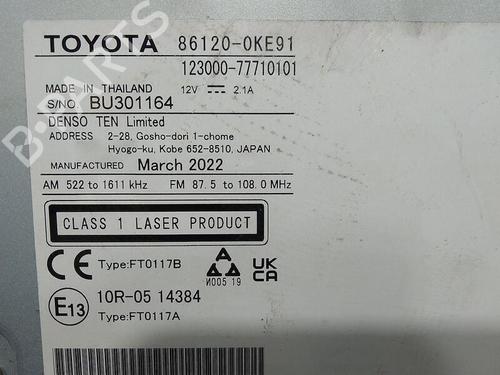 TOYOTA 86120-0KE91
123000-77710101
MADE IN THAILAND 12V 2.1A
S/NO BU301164
DENSO TEN Limited
ADDRESS 2-28, Gosho-dori 1-chome
Hyogo-ku, Kobe 652-8510, JAPAN
MANUFACTURED March 2022
AM 522 to 1611 kHz FM 87.5 to 108.0 MHz
CLASS 1 LASER PRODUCT
CE Type:FT0117B И005 19 UK CA
E13 10R-05 14384
Type:FT0117A
B-PARTS